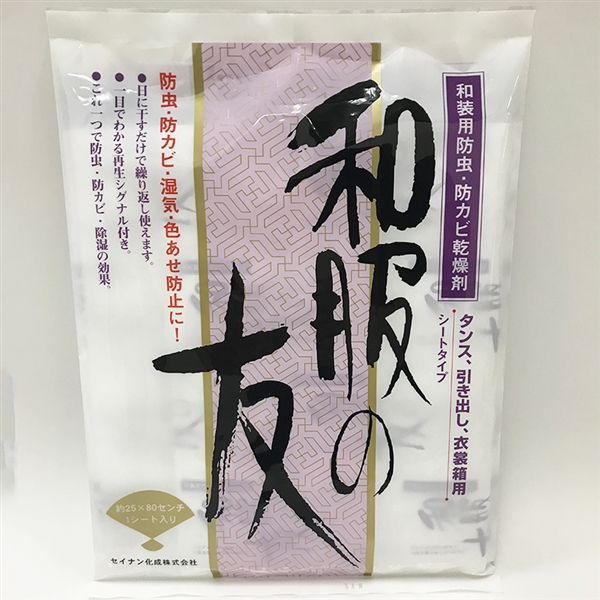 和装用防虫・防カビ乾燥剤
タンス、引き出し、衣裳箱用
シートタイプ
和服の
友
防虫・防カビ・湿気・色あせ防止に!
●日に干すだけで繰り返し使えます。
●一目でわかる再生シグナル付き。
●これ一つで防虫・防カビ・除湿の効果。
約25×80センチ
1シート入り
セイナン化成株式会社